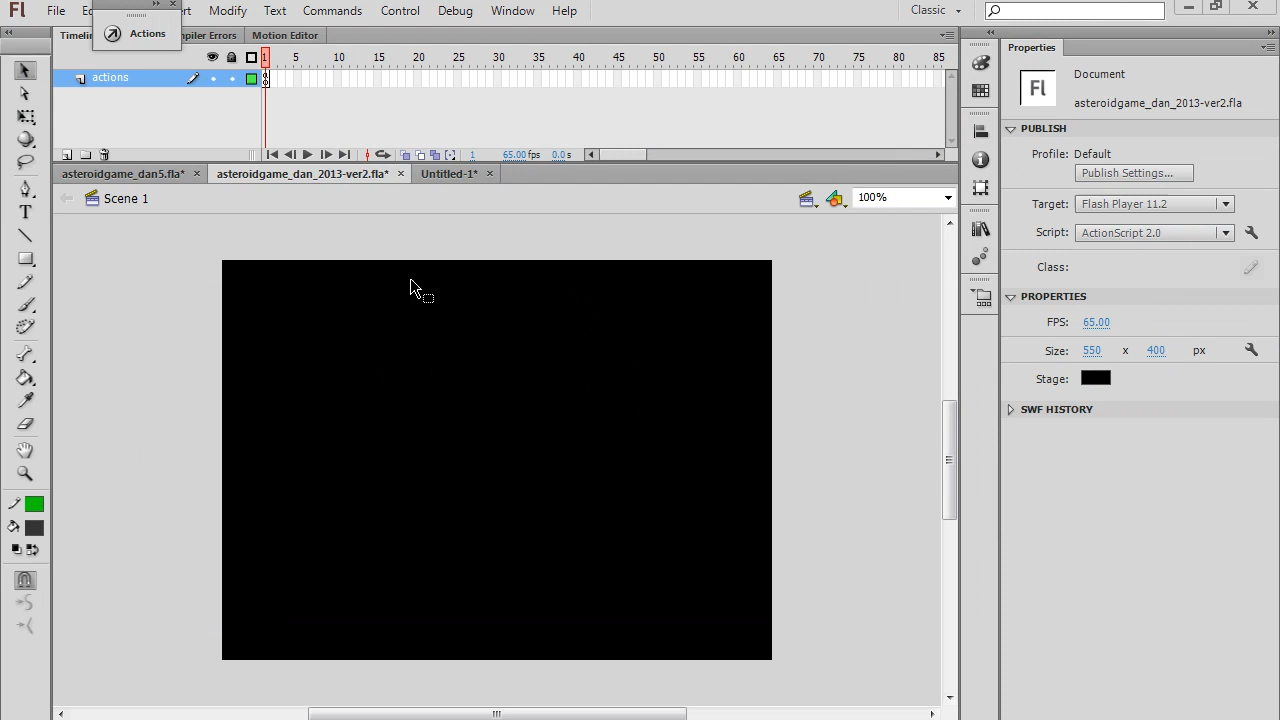 Fl File Modify Text Commands Control Debug Window Help Classic
Actions
Compiler Errors Motion Editor
1 5 10 15 20 25 30 35 40 45 50 55 60 65 70 75 80 85
actions
1 65.00 fps 0.0 s
asteroidgame_dan5.fla* × asteroidgame_dan_2013-ver2.fla* × Untitled-1* ×
Scene 1 100%
Properties
Fl
Document
asteroidgame_dan_2013-ver2.fla
PUBLISH
Profile: Default
Publish Settings...
Target: Flash Player 11.2
Script: ActionScript 2.0
Class:
PROPERTIES
FPS: 65.00
Size: 550 x 400 px
Stage:
SWF HISTORY
T